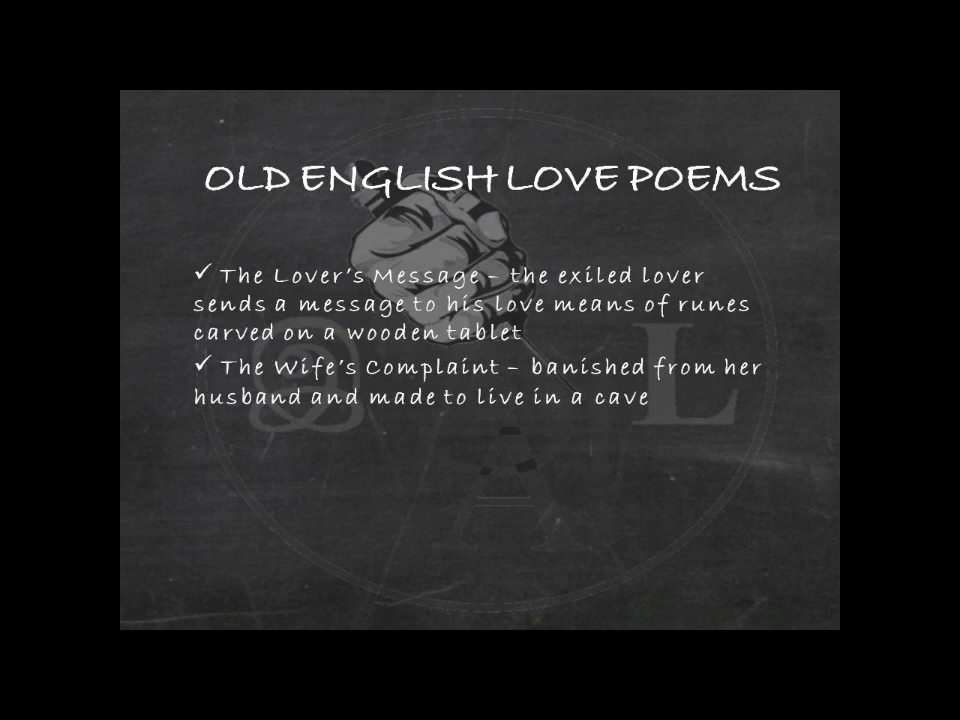 OLD ENGLISH LOVE POEMS
✓ The Lover's Message – the exiled lover
sends a message to his love means of runes
carved on a wooden tablet
✓ The Wife's Complaint – banished from her
husband and made to live in a cave
L
A